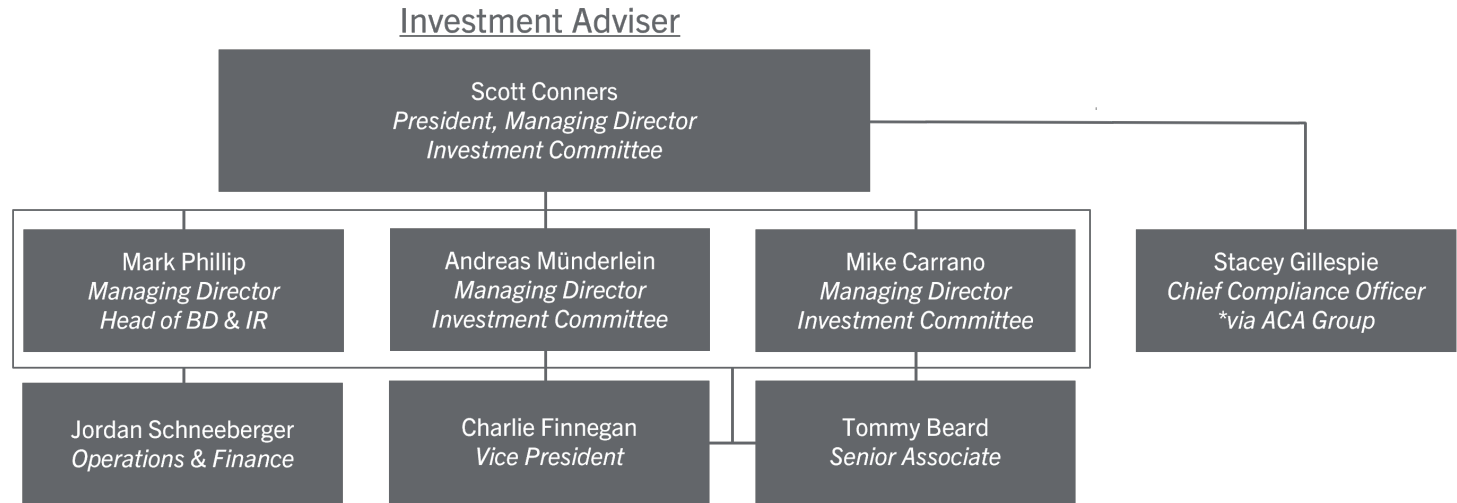 Investment Adviser
Scott Conners
President, Managing Director
Investment Committee
Mark Phillip
Managing Director
Head of BD & IR
Andreas Münderlein
Managing Director
Investment Committee
Mike Carrano
Managing Director
Investment Committee
Stacey Gillespie
Chief Compliance Officer
*via ACA Group
Jordan Schneeberger
Operations & Finance
Charlie Finnegan
Vice President
Tommy Beard
Senior Associate